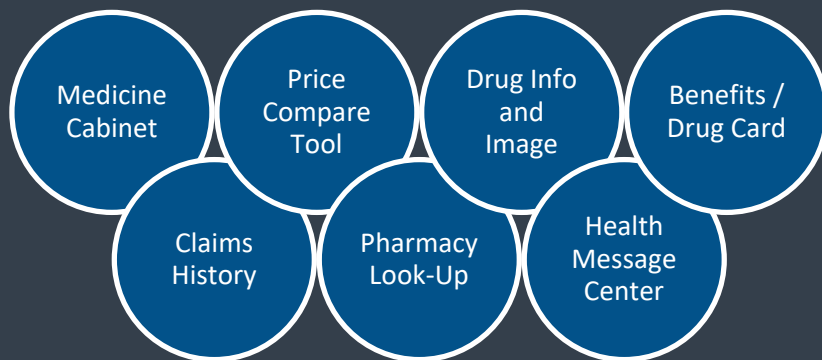 Medicine
Cabinet
Price
Compare
Tool
Drug Info
and
Image
Benefits /
Drug Card
Claims
History
Pharmacy
Look-Up
Health
Message
Center